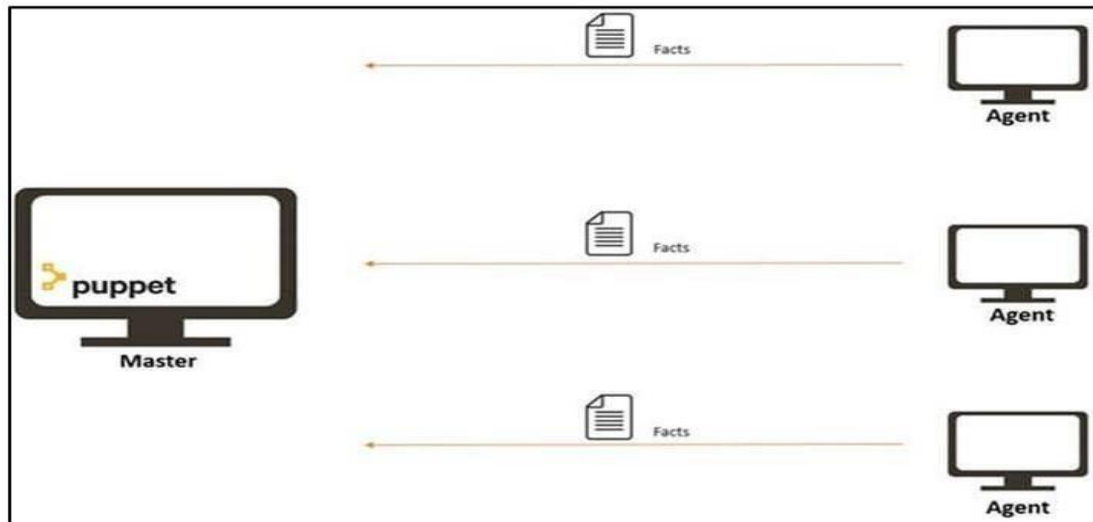 Facts
Agent
Facts
puppet
Agent
Master
Facts
Agent